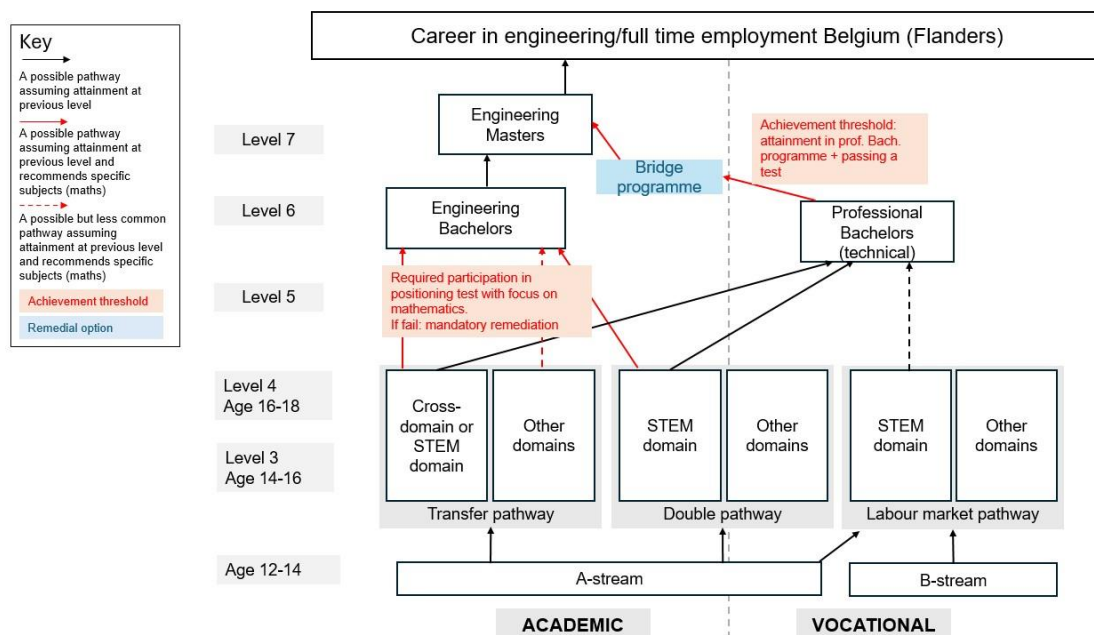 Career in engineering/full time employment Belgium (Flanders)
Key
A possible pathway
assuming attainment at
previous level
A possible pathway
assuming attainment at
previous level and
recommends specific
subjects (maths)
A possible but less common
pathway assuming
attainment at previous level
and recommends specific
subjects (maths)
Achievement threshold
Remedial option
Level 7
Engineering
Masters
Achievement threshold:
attainment in prof. Bach.
programme + passing a
test
Bridge
programme
Level 6
Engineering
Bachelors
Professional
Bachelors
(technical)
Level 5
Required participation in
positioning test with focus on
mathematics.
If fail: mandatory remediation
Level 4
Age 16-18
Level 3
Age 14-16
Cross-
domain or
STEM
domain
Other
domains
STEM
domain
Other
domains
STEM
domain
Other
domains
Transfer pathway
Double pathway
Labour market pathway
Age 12-14
A-stream
B-stream
ACADEMIC
VOCATIONAL